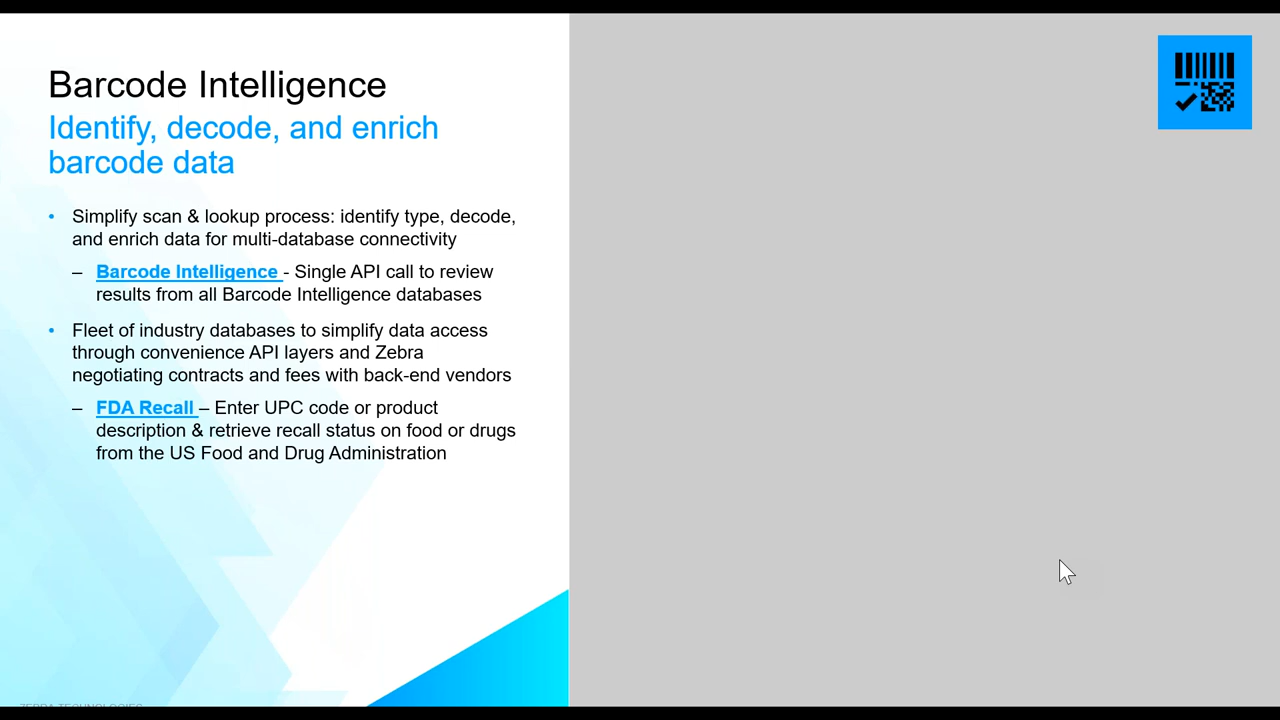 Barcode Intelligence
Identify, decode, and enrich
barcode data
• Simplify scan & lookup process: identify type, decode,
and enrich data for multi-database connectivity
– Barcode Intelligence - Single API call to review
results from all Barcode Intelligence databases
• Fleet of industry databases to simplify data access
through convenience API layers and Zebra
negotiating contracts and fees with back-end vendors
– FDA Recall – Enter UPC code or product
description & retrieve recall status on food or drugs
from the US Food and Drug Administration
ZEBRA TECHNOLOGIES